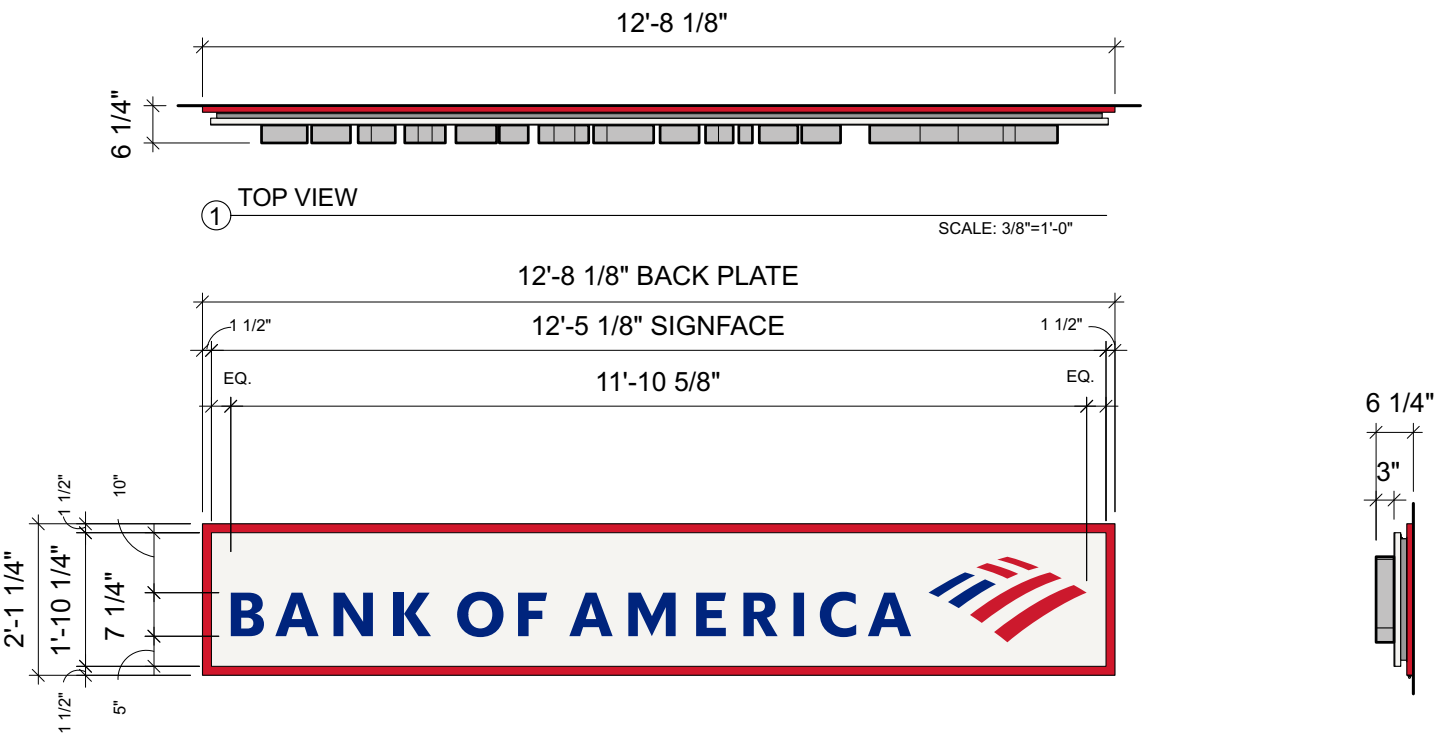 12'-8 1/8"
6 1/4"
1 TOP VIEW
SCALE: 3/8"=1'-0"
12'-8 1/8" BACK PLATE
1 1/2" 12'-5 1/8" SIGNFACE 1 1/2"
EQ. 11'-10 5/8" EQ.
6 1/4"
3"
2'-1 1/4"
1 1/2"
1'-10 1/4"
1 1/2"
10"
7 1/4"
5"
BANK OF AMERICA